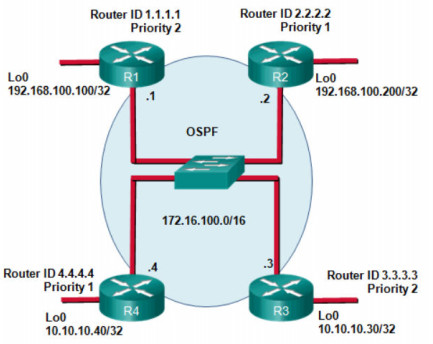 Router ID 1.1.1.1
Priority 2
Router ID 2.2.2.2
Priority 1
R1
R2
Lo0
192.168.100.100/32
Lo0
192.168.100.200/32
.1
.2
OSPF
172.16.100.0/16
.4
.3
Router ID 4.4.4.4
Priority 1
Router ID 3.3.3.3
Priority 2
R4
R3
Lo0
10.10.10.40/32
Lo0
10.10.10.30/32